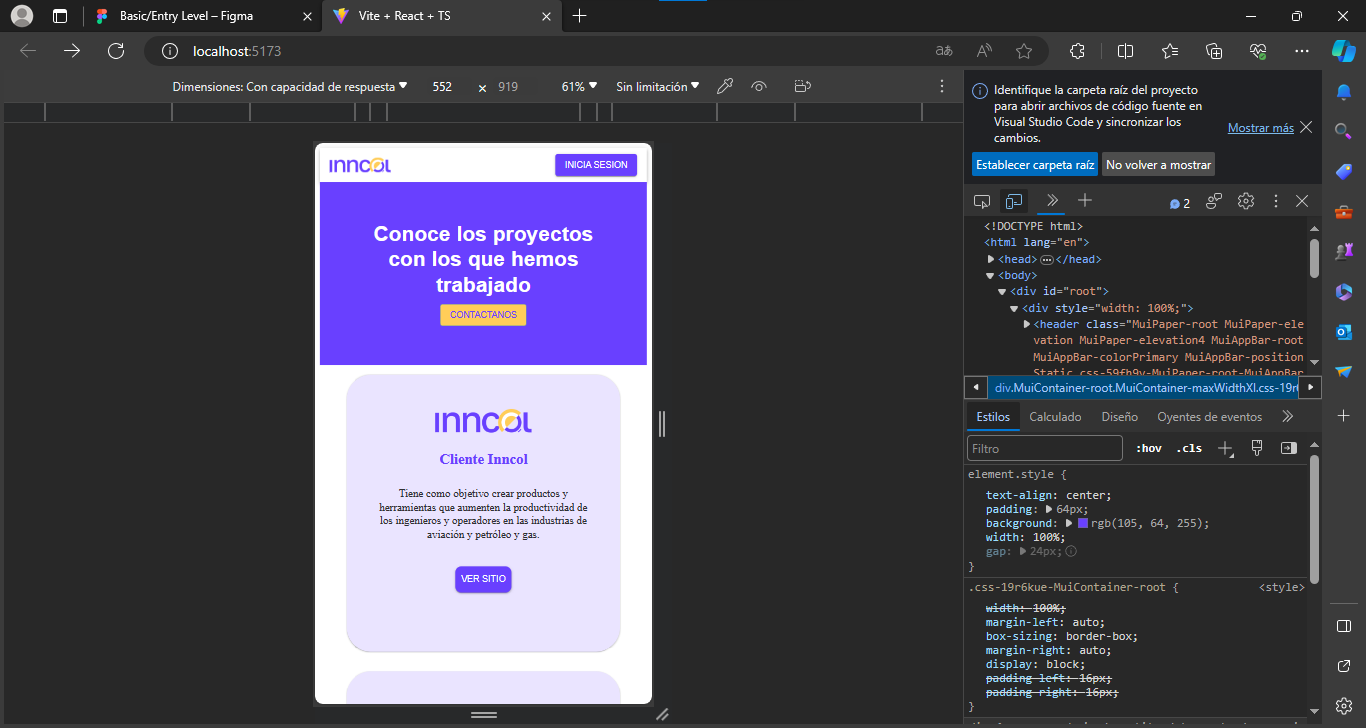 Basic/Entry Level – Figma
Vite + React + TS
localhost:5173
Dimensiones: Con capacidad de respuesta
552
×
919
61%
Sin limitación
INNCOL
INICIA SESION
Conoce los proyectos
con los que hemos
trabajado
CONTACTANOS
INNCOL
Cliente Inncol
Tiene como objetivo crear productos y
herramientas que aumenten la productividad de
los ingenieros y operadores en las industrias de
aviación y petróleo y gas.
VER SITIO
Identifique la carpeta raíz del proyecto
para abrir archivos de código fuente en
Visual Studio Code y sincronizar los
cambios.
Mostrar más
Establecer carpeta raíz
No volver a mostrar
2
<!DOCTYPE html>
<html lang="en">
<head>…</head>
<body>
<div id="root">
<div style="width: 100%;">
<header class="MuiPaper-root MuiPaper-ele
vation MuiPaper-elevation4 MuiAppBar-root
MuiAppBar-colorPrimary MuiAppBar-position
Static css-59fh9v-MuiPaper-root-MuiAppBar
div.MuiContainer-root.MuiContainer-maxWidthXl.css-19r6
Estilos
Calculado
Diseño
Oyentes de eventos
Filtro
:hov
.cls
element.style {
text-align: center;
padding: 64px;
background: rgb(105, 64, 255);
width: 100%;
gap: 24px;
}
.css-19r6kue-MuiContainer-root {
<style>
width: 100%;
margin-left: auto;
box-sizing: border-box;
margin-right: auto;
display: block;
padding-left: 16px;
padding-right: 16px;
}